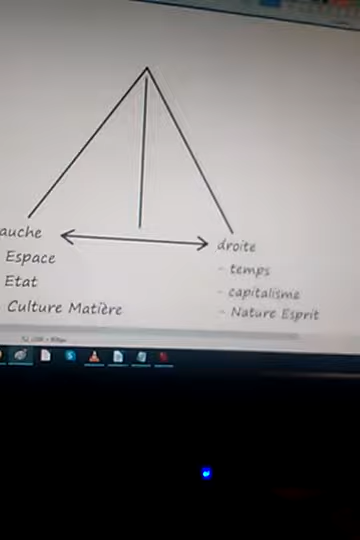 auche
droite
Espace
- temps
Etat
- capitalisme
Culture Matière
- Nature Esprit